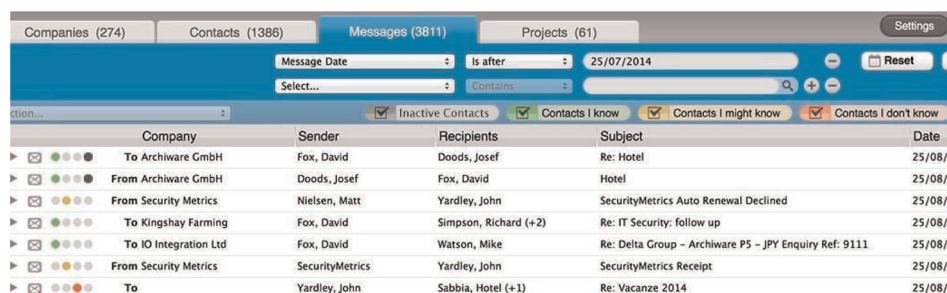 Companies (274) Contacts (1386) Messages (3811) Projects (61) Settings
Message Date Is after 25/07/2014 Reset
Select... Contains
ction... Inactive Contacts Contacts I know Contacts I might know Contacts I don't know
Company Sender Recipients Subject Date
To Archiware GmbH Fox, David Doods, Josef Re: Hotel 25/08/
From Archiware GmbH Doods, Josef Fox, David Hotel 25/08/
From Security Metrics Nielsen, Matt Yardley, John SecurityMetrics Auto Renewal Declined 25/08/
To Kingshay Farming Fox, David Simpson, Richard (+2) Re: IT Security: follow up 25/08/
To IO Integration Ltd Fox, David Watson, Mike Re: Delta Group – Archiware P5 – JPY Enquiry Ref: 9111 25/08/
From Security Metrics SecurityMetrics Yardley, John SecurityMetrics Receipt 25/08/
To Yardley, John Sabbia, Hotel (+1) Re: Vacanze 2014 25/08/